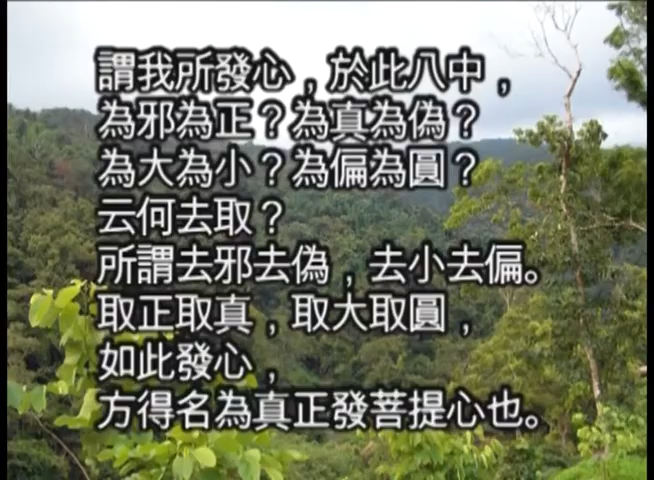 謂我所發心，於此八中，
為邪為正？為真為偽？
為大為小？為偏為圓？
云何去取？
所謂去邪去偽，去小去偏。
取正取真，取大取圓，
如此發心，
方得名為真正發菩提心也。